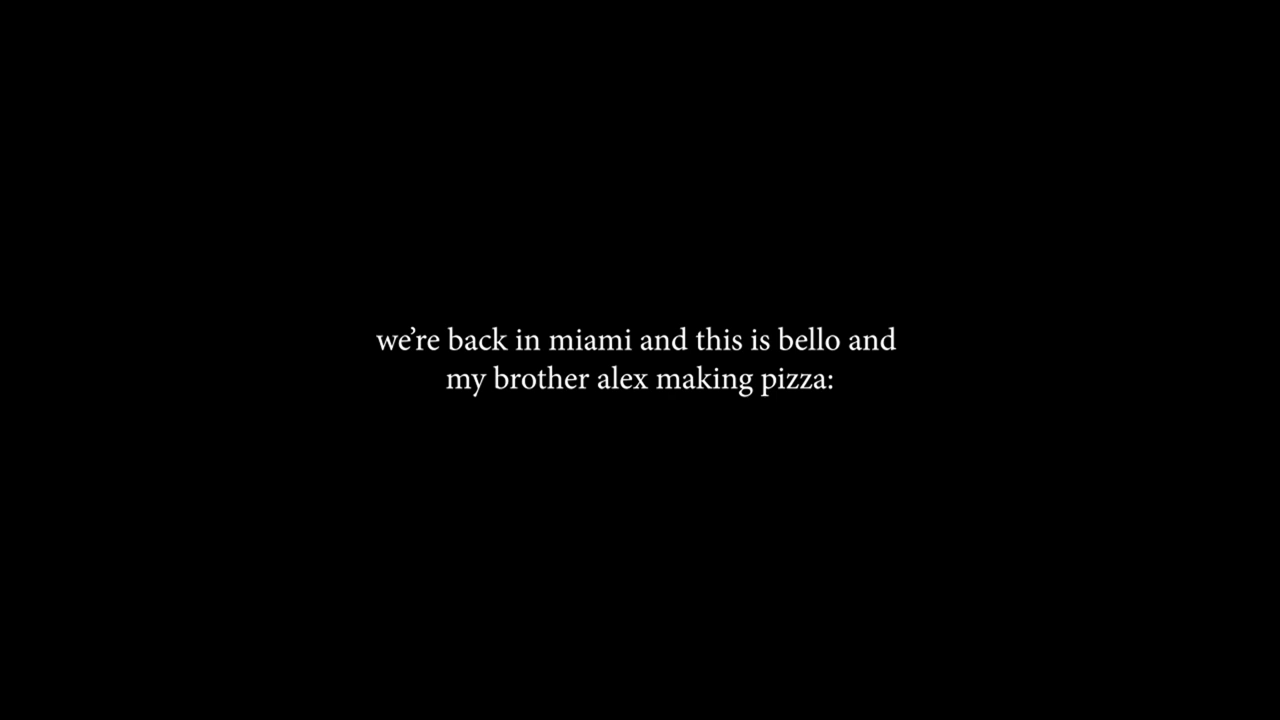 we’re back in miami and this is bello and
my brother alex making pizza: